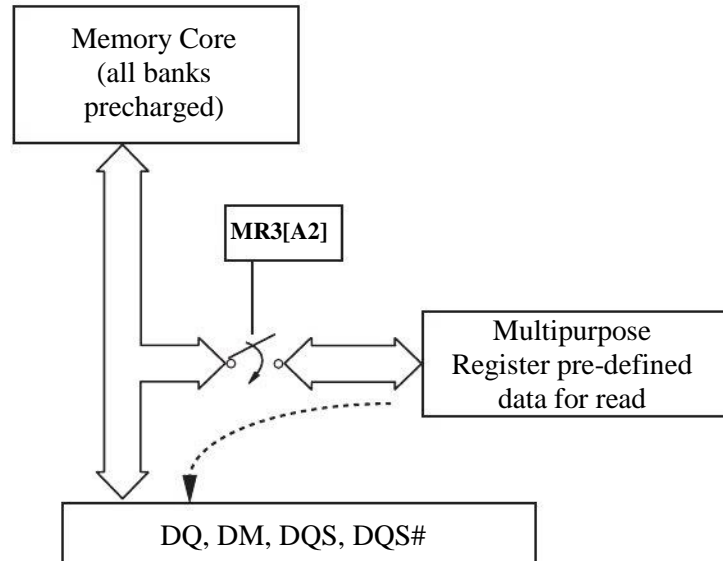 Memory Core
(all banks
precharged)
MR3[A2]
Multipurpose
Register pre-defined
data for read
DQ, DM, DQS, DQS#